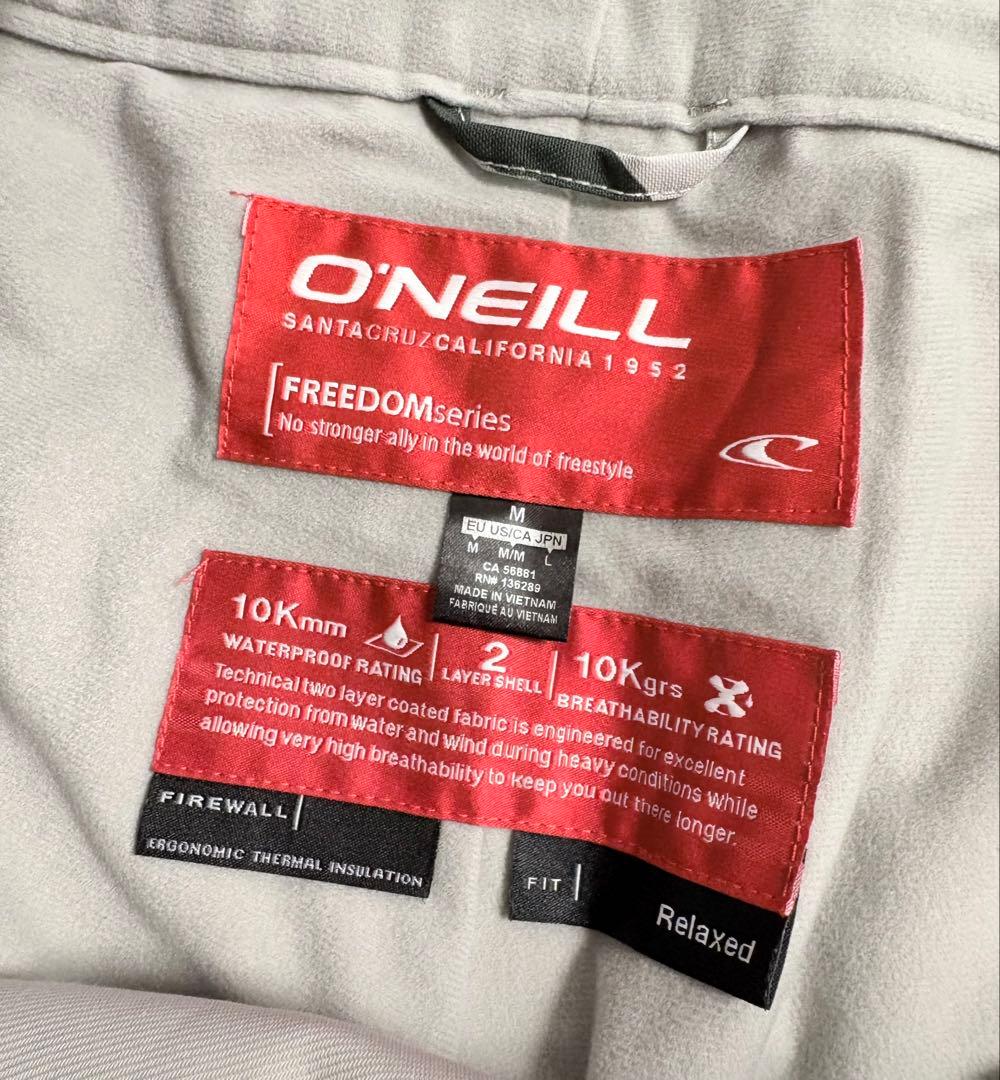 O'NEILL
SANTACRUZCALIFORNIA 1952
FREEDOMseries
No stronger ally in the world of freestyle
M
EU US/CA JPN
M M/M L
CA 56881
RN# 136289
MADE IN VIETNAM
FABRIQUÉ AU VIETNAM
10Kmm
WATERPROOF RATING
2
LAYER SHELL
10Kgrs
BREATHABILITY RATING
Technical two layer coated fabric is engineered for excellent
protection from water and wind during heavy conditions while
allowing very high breathability to keep you out there longer.
FIREWALL
ERGONOMIC THERMAL INSULATION
FIT
Relaxed